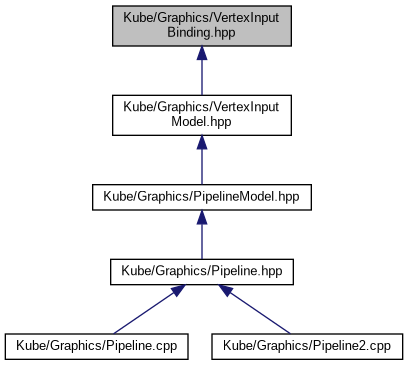 Kube/Graphics/VertexInput
Binding.hpp
Kube/Graphics/VertexInput
Model.hpp
Kube/Graphics/PipelineModel.hpp
Kube/Graphics/Pipeline.hpp
Kube/Graphics/Pipeline.cpp
Kube/Graphics/Pipeline2.cpp